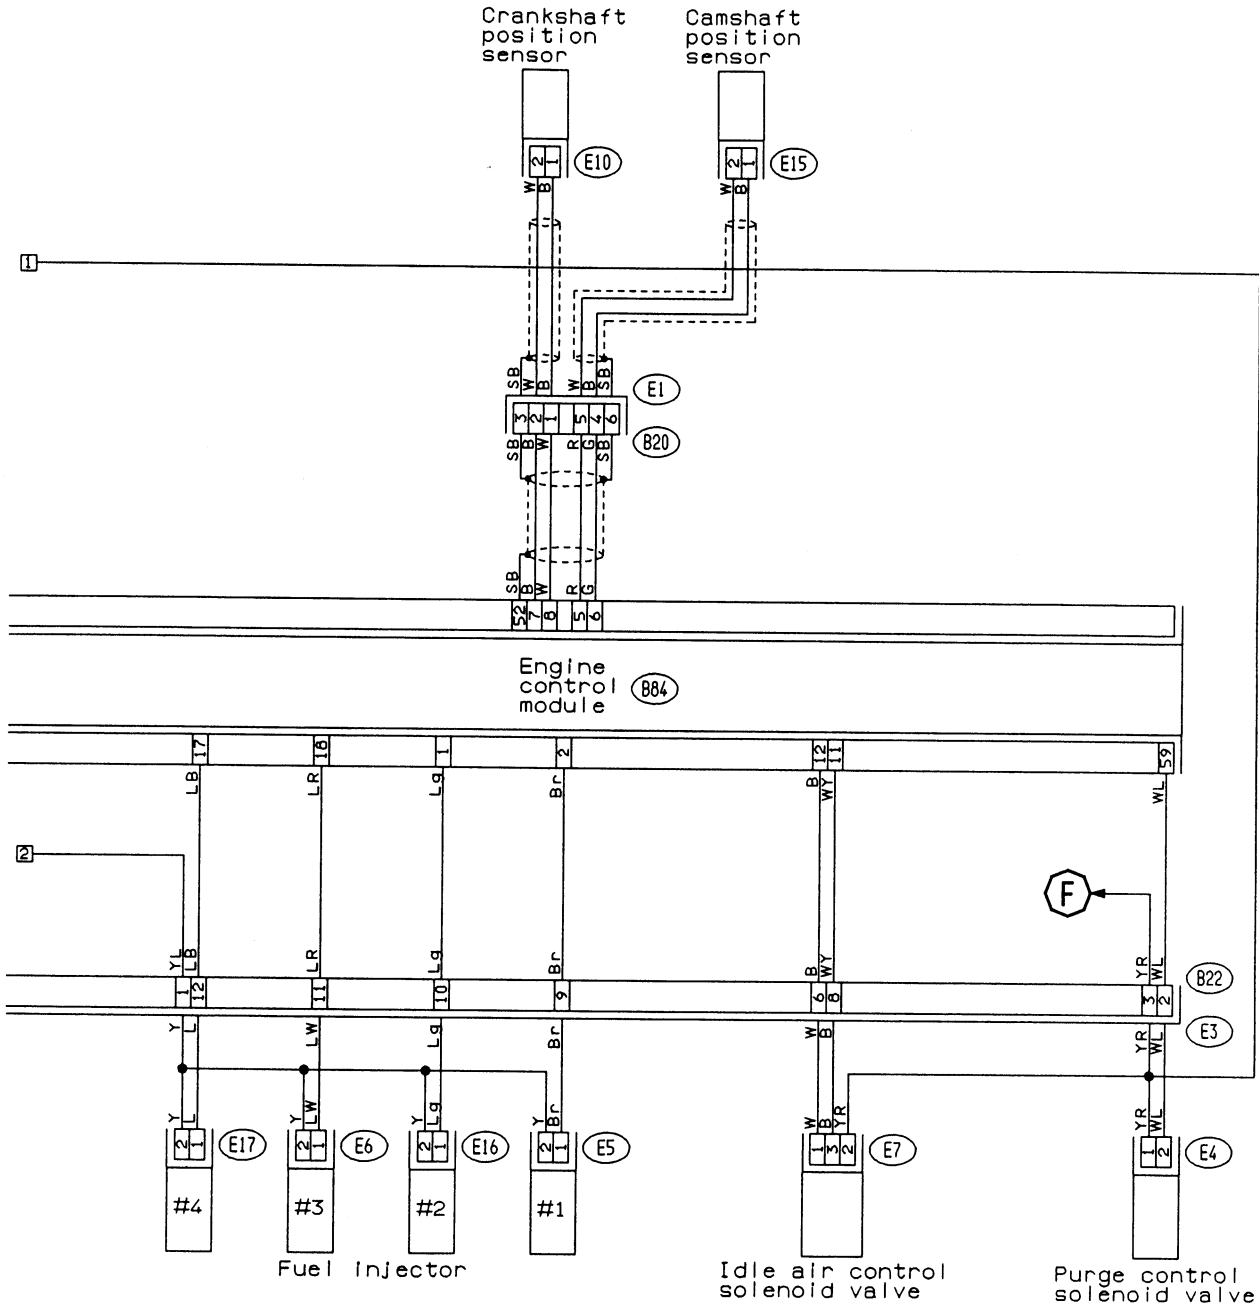 Crankshaft
position
sensor
Camshaft
position
sensor
2 1
E10
2 1
E15
W B
W B
1
SB W B W B SB
E1
3 2 1 5 4 6
B20
SB B W R G SB
SB B W R G
52 7 8 5 6
Engine
control
module
B84
17 18 1 2 12 11 59
LB LR Lg Br B WY WL
2
F
YL LB LR Lg Br B WY YR WL
B22
1 12 11 10 9 6 8 3 2
E3
Y L LW Lg Br W B YR WL
Y L Y LW Y Lg Y Br W B YR YR WL
2 1 E17 2 1 E6 2 1 E16 2 1 E5 1 3 2 E7 1 2 E4
#4 #3 #2 #1
Fuel injector
Idle air control
solenoid valve
Purge control
solenoid valve